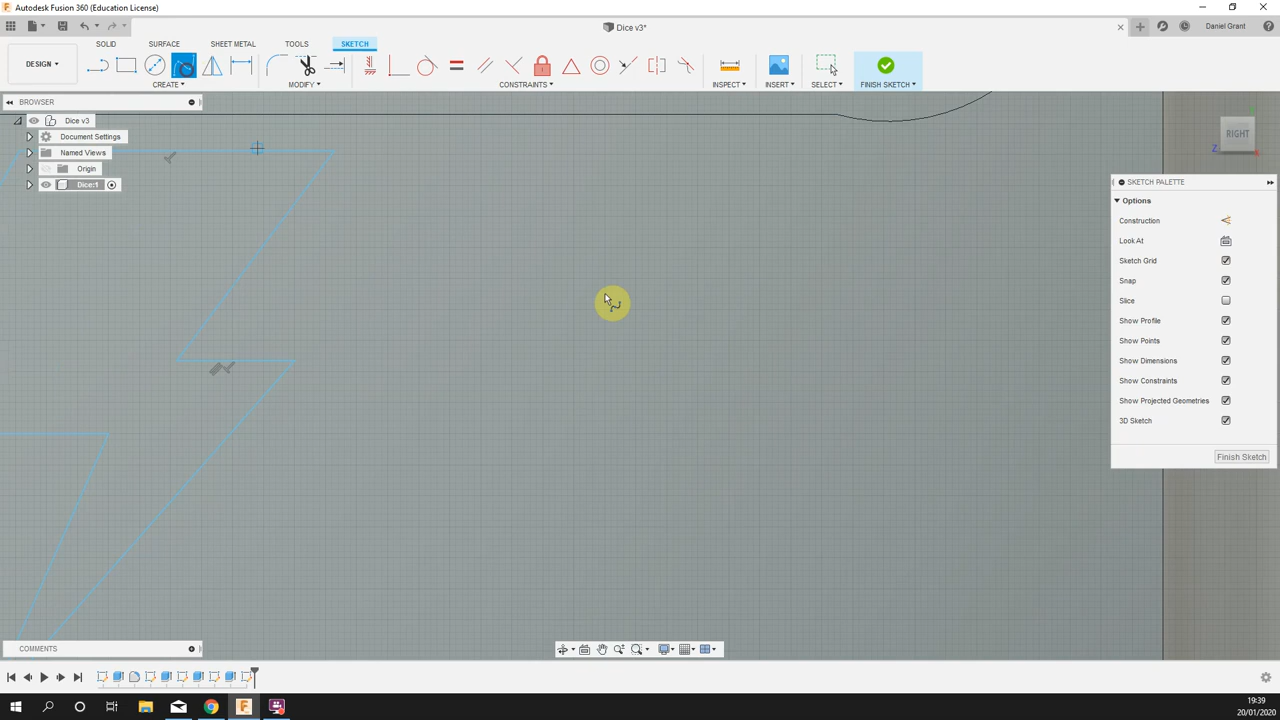 Autodesk Fusion 360 (Education License)
Dice v3*
Daniel Grant
DESIGN
SOLID
SURFACE
SHEET METAL
TOOLS
SKETCH
CREATE
MODIFY
CONSTRAINTS
INSPECT
INSERT
SELECT
FINISH SKETCH
BROWSER
Dice v3
Document Settings
Named Views
Origin
Dice:1
RIGHT
Z
SKETCH PALETTE
Options
Construction
Look At
Sketch Grid
Snap
Slice
Show Profile
Show Points
Show Dimensions
Show Constraints
Show Projected Geometries
3D Sketch
Finish Sketch
COMMENTS
19:39
20/01/2020